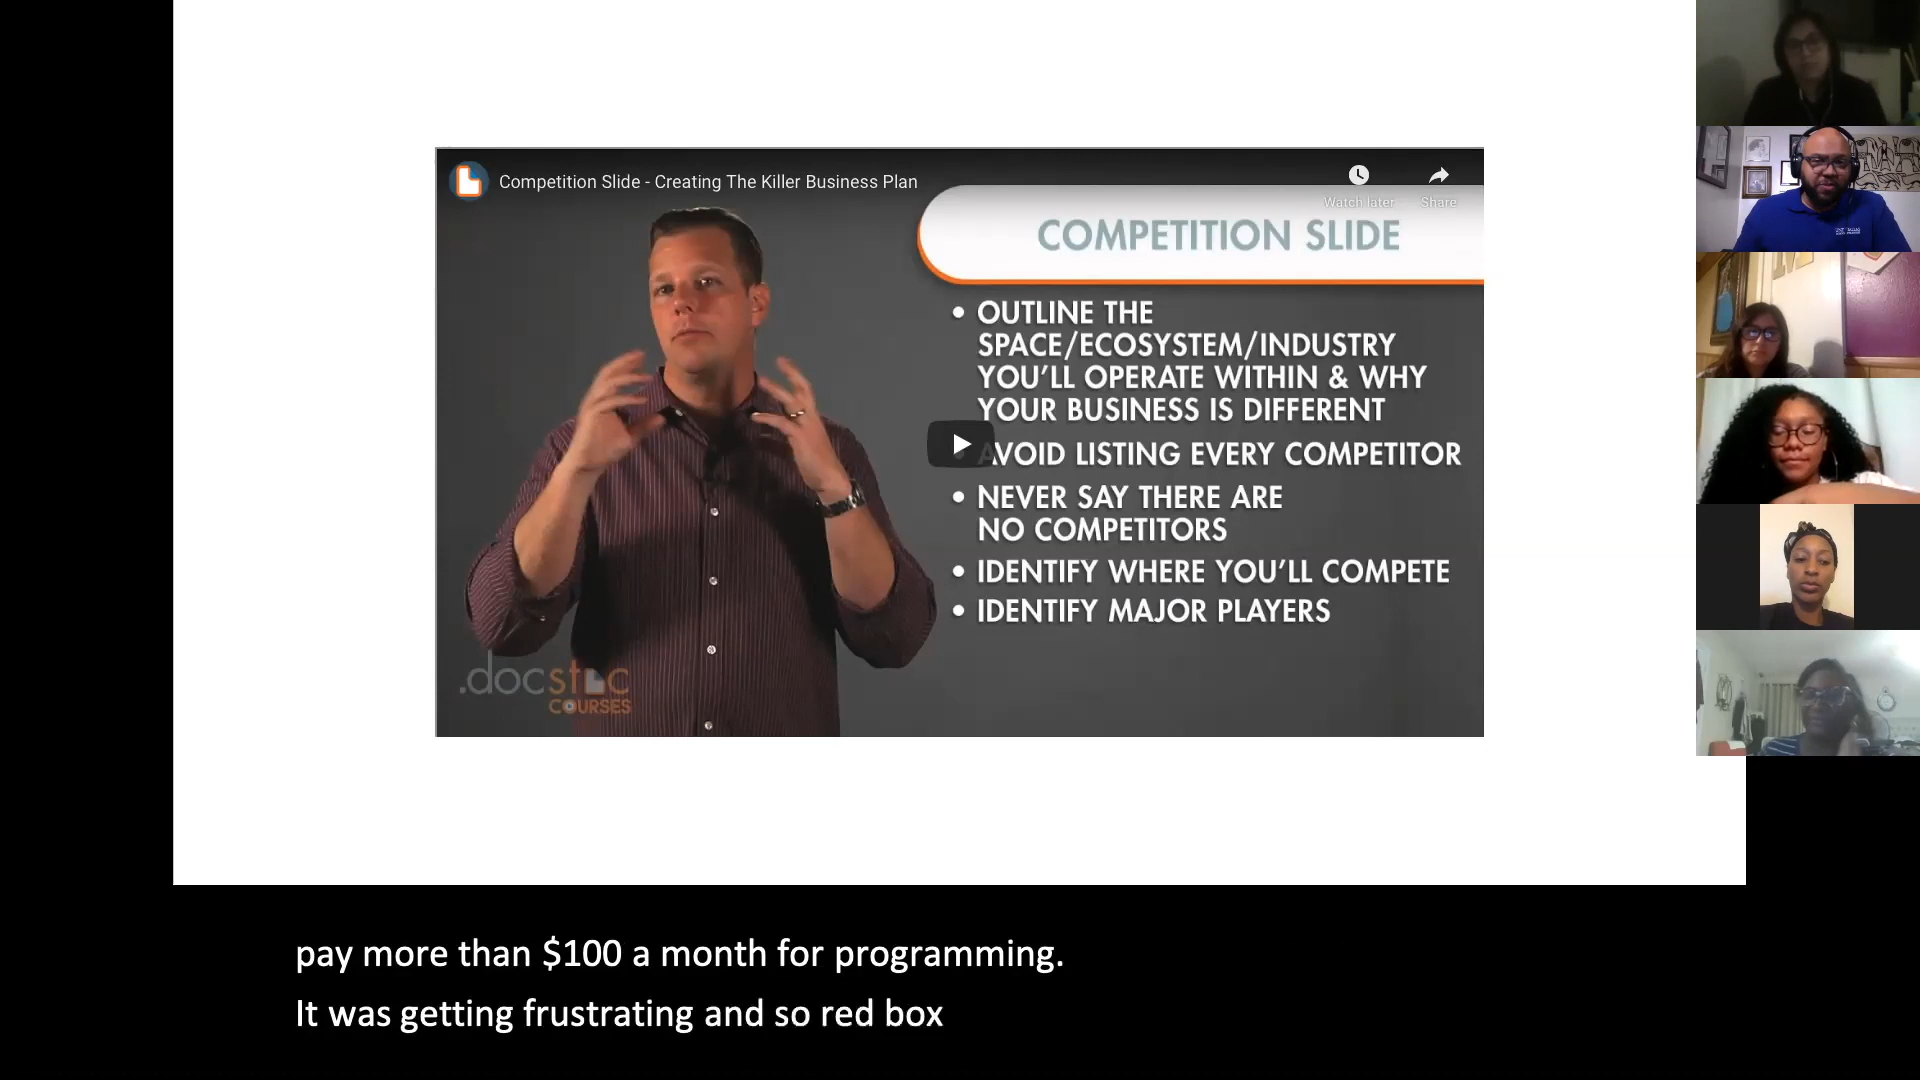 Competition Slide - Creating The Killer Business Plan
Watch later
Share
COMPETITION SLIDE
• OUTLINE THE
SPACE/ECOSYSTEM/INDUSTRY
YOU'LL OPERATE WITHIN & WHY
YOUR BUSINESS IS DIFFERENT
• AVOID LISTING EVERY COMPETITOR
• NEVER SAY THERE ARE
NO COMPETITORS
• IDENTIFY WHERE YOU'LL COMPETE
• IDENTIFY MAJOR PLAYERS
.docstoc
COURSES
pay more than $100 a month for programming.
It was getting frustrating and so red box